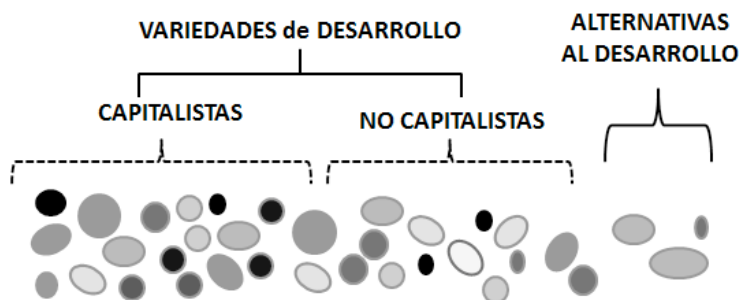 VARIEDADES de DESARROLLO
ALTERNATIVAS
AL DESARROLLO
CAPITALISTAS
NO CAPITALISTAS